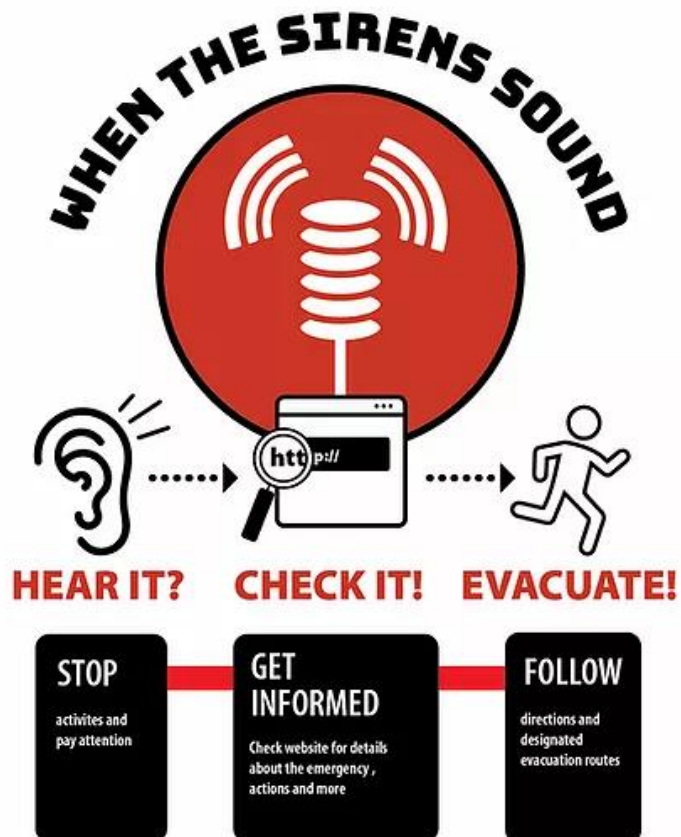 WHEN THE SIRENS SOUND
http://
HEAR IT?
CHECK IT!
EVACUATE!
STOP
activites and
pay attention
GET
INFORMED
Check website for details
about the emergency ,
actions and more
FOLLOW
directions and
designated
evacuation routes